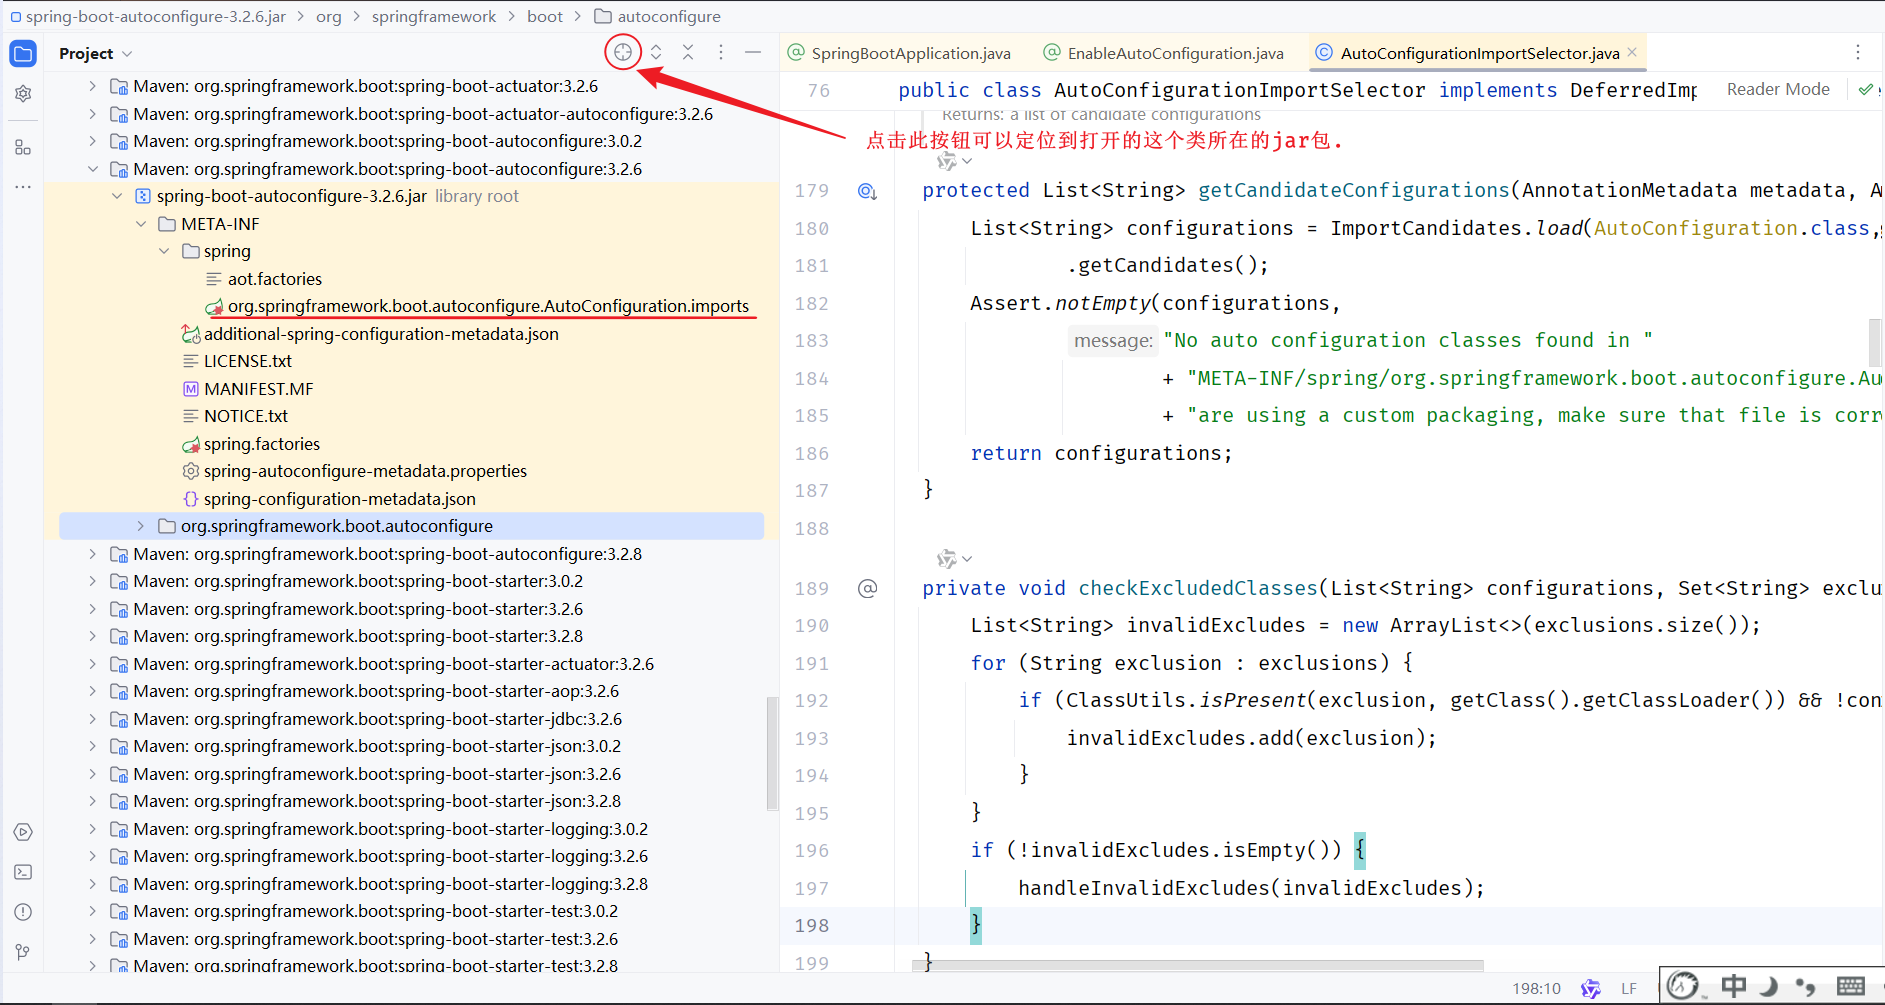 spring-boot-autoconfigure-3.2.6.jar > org > springframework > boot > autoconfigure
Project
Maven: org.springframework.boot:spring-boot-actuator:3.2.6
Maven: org.springframework.boot:spring-boot-actuator-autoconfigure:3.2.6
Maven: org.springframework.boot:spring-boot-autoconfigure:3.0.2
Maven: org.springframework.boot:spring-boot-autoconfigure:3.2.6
spring-boot-autoconfigure-3.2.6.jar library root
META-INF
spring
aot.factories
org.springframework.boot.autoconfigure.AutoConfiguration.imports
additional-spring-configuration-metadata.json
LICENSE.txt
MANIFEST.MF
NOTICE.txt
spring.factories
spring-autoconfigure-metadata.properties
spring-configuration-metadata.json
org.springframework.boot.autoconfigure
Maven: org.springframework.boot:spring-boot-autoconfigure:3.2.8
Maven: org.springframework.boot:spring-boot-starter:3.0.2
Maven: org.springframework.boot:spring-boot-starter:3.2.6
Maven: org.springframework.boot:spring-boot-starter:3.2.8
Maven: org.springframework.boot:spring-boot-starter-actuator:3.2.6
Maven: org.springframework.boot:spring-boot-starter-aop:3.2.6
Maven: org.springframework.boot:spring-boot-starter-jdbc:3.2.6
Maven: org.springframework.boot:spring-boot-starter-json:3.0.2
Maven: org.springframework.boot:spring-boot-starter-json:3.2.6
Maven: org.springframework.boot:spring-boot-starter-json:3.2.8
Maven: org.springframework.boot:spring-boot-starter-logging:3.0.2
Maven: org.springframework.boot:spring-boot-starter-logging:3.2.6
Maven: org.springframework.boot:spring-boot-starter-logging:3.2.8
Maven: org.springframework.boot:spring-boot-starter-test:3.0.2
Maven: org.springframework.boot:spring-boot-starter-test:3.2.6
Maven: org.springframework.boot:spring-boot-starter-test:3.2.8
SpringBootApplication.java EnableAutoConfiguration.java AutoConfigurationImportSelector.java
76 public class AutoConfigurationImportSelector implements DeferredImp Reader Mode
Returns: a list of candidate configurations
点击此按钮可以定位到打开的这个类所在的jar包.
179 protected List<String> getCandidateConfigurations(AnnotationMetadata metadata, A
180 List<String> configurations = ImportCandidates.load(AutoConfiguration.class,
181 .getCandidates();
182 Assert.notEmpty(configurations,
183 message: "No auto configuration classes found in "
184 + "META-INF/spring/org.springframework.boot.autoconfigure.Au
185 + "are using a custom packaging, make sure that file is corr
186 return configurations;
187 }
188
189 private void checkExcludedClasses(List<String> configurations, Set<String> exclu
190 List<String> invalidExcludes = new ArrayList<>(exclusions.size());
191 for (String exclusion : exclusions) {
192 if (ClassUtils.isPresent(exclusion, getClass().getClassLoader()) && !con
193 invalidExcludes.add(exclusion);
194 }
195 }
196 if (!invalidExcludes.isEmpty()) {
197 handleInvalidExcludes(invalidExcludes);
198 }
199 }
198:10 LF 中